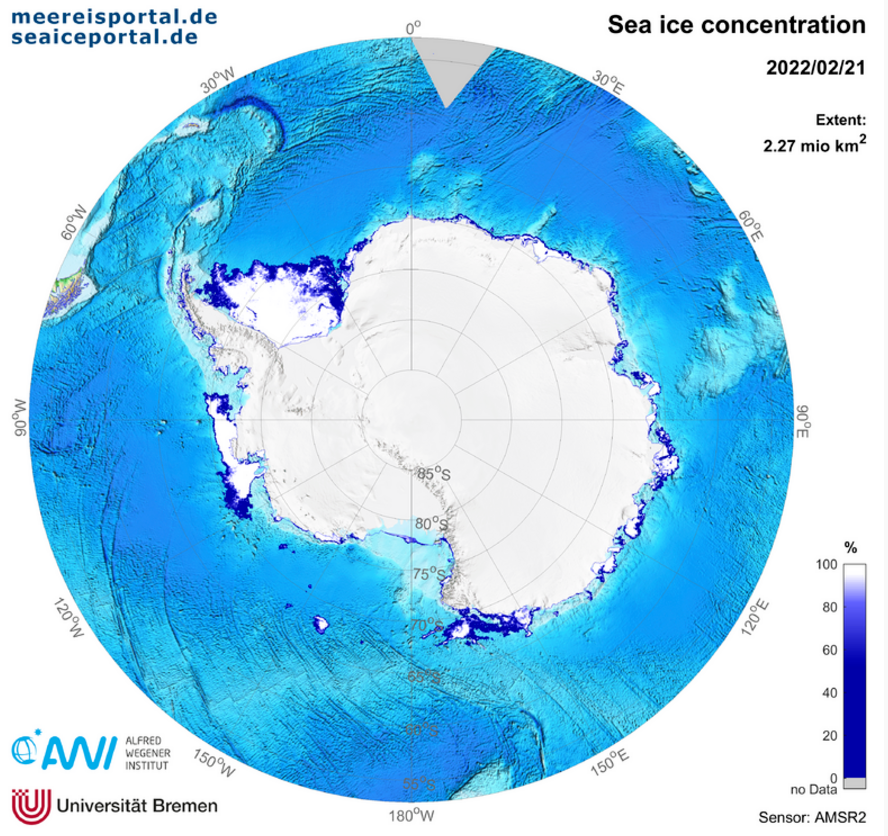 meereisportal.de
seaiceportal.de
Sea ice concentration
2022/02/21
Extent:
2.27 mio km²
0°
30°W
30°E
60°W
60°E
90°W
90°E
85°S
80°S
75°S
70°S
65°S
60°S
55°S
120°W
120°E
150°W
150°E
180°W
%
100
80
60
40
20
0
no Data
Sensor: AMSR2
AWI
ALFRED
WEGENER
INSTITUT
Universität Bremen